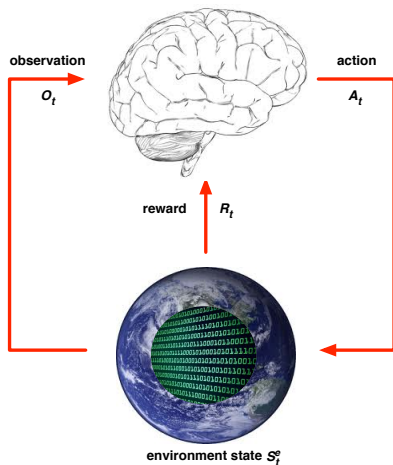 observation
O_t
action
A_t
reward
R_t
environment state S_t^e